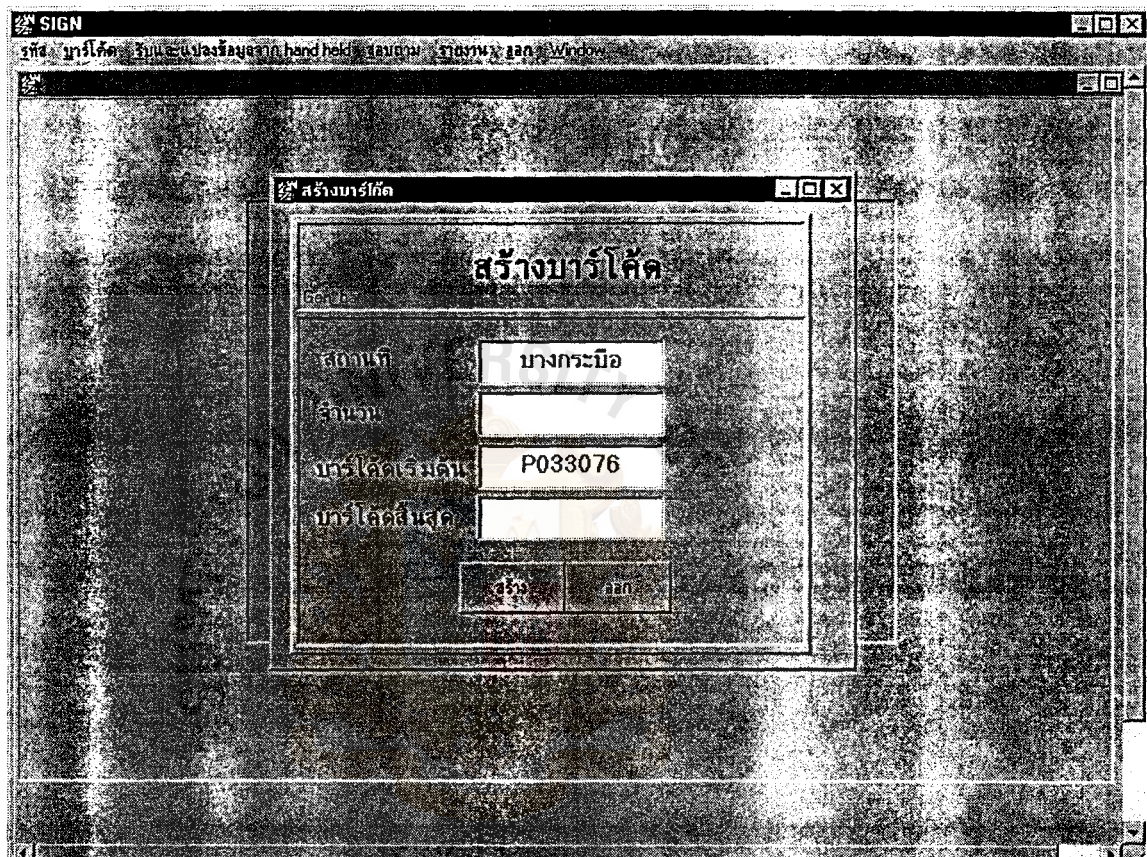 SIGN
รหัส บาร์โค้ด รับและแปลงข้อมูลจาก hand held สอบถาม รายงาน ออก Window
สร้างบาร์โค้ด
สร้างบาร์โค้ด
สถานที่ บางกระบือ
จำนวน
บาร์โค้ดเริ่มต้น P033076
บาร์โค้ดสิ้นสุด
สร้าง ออก